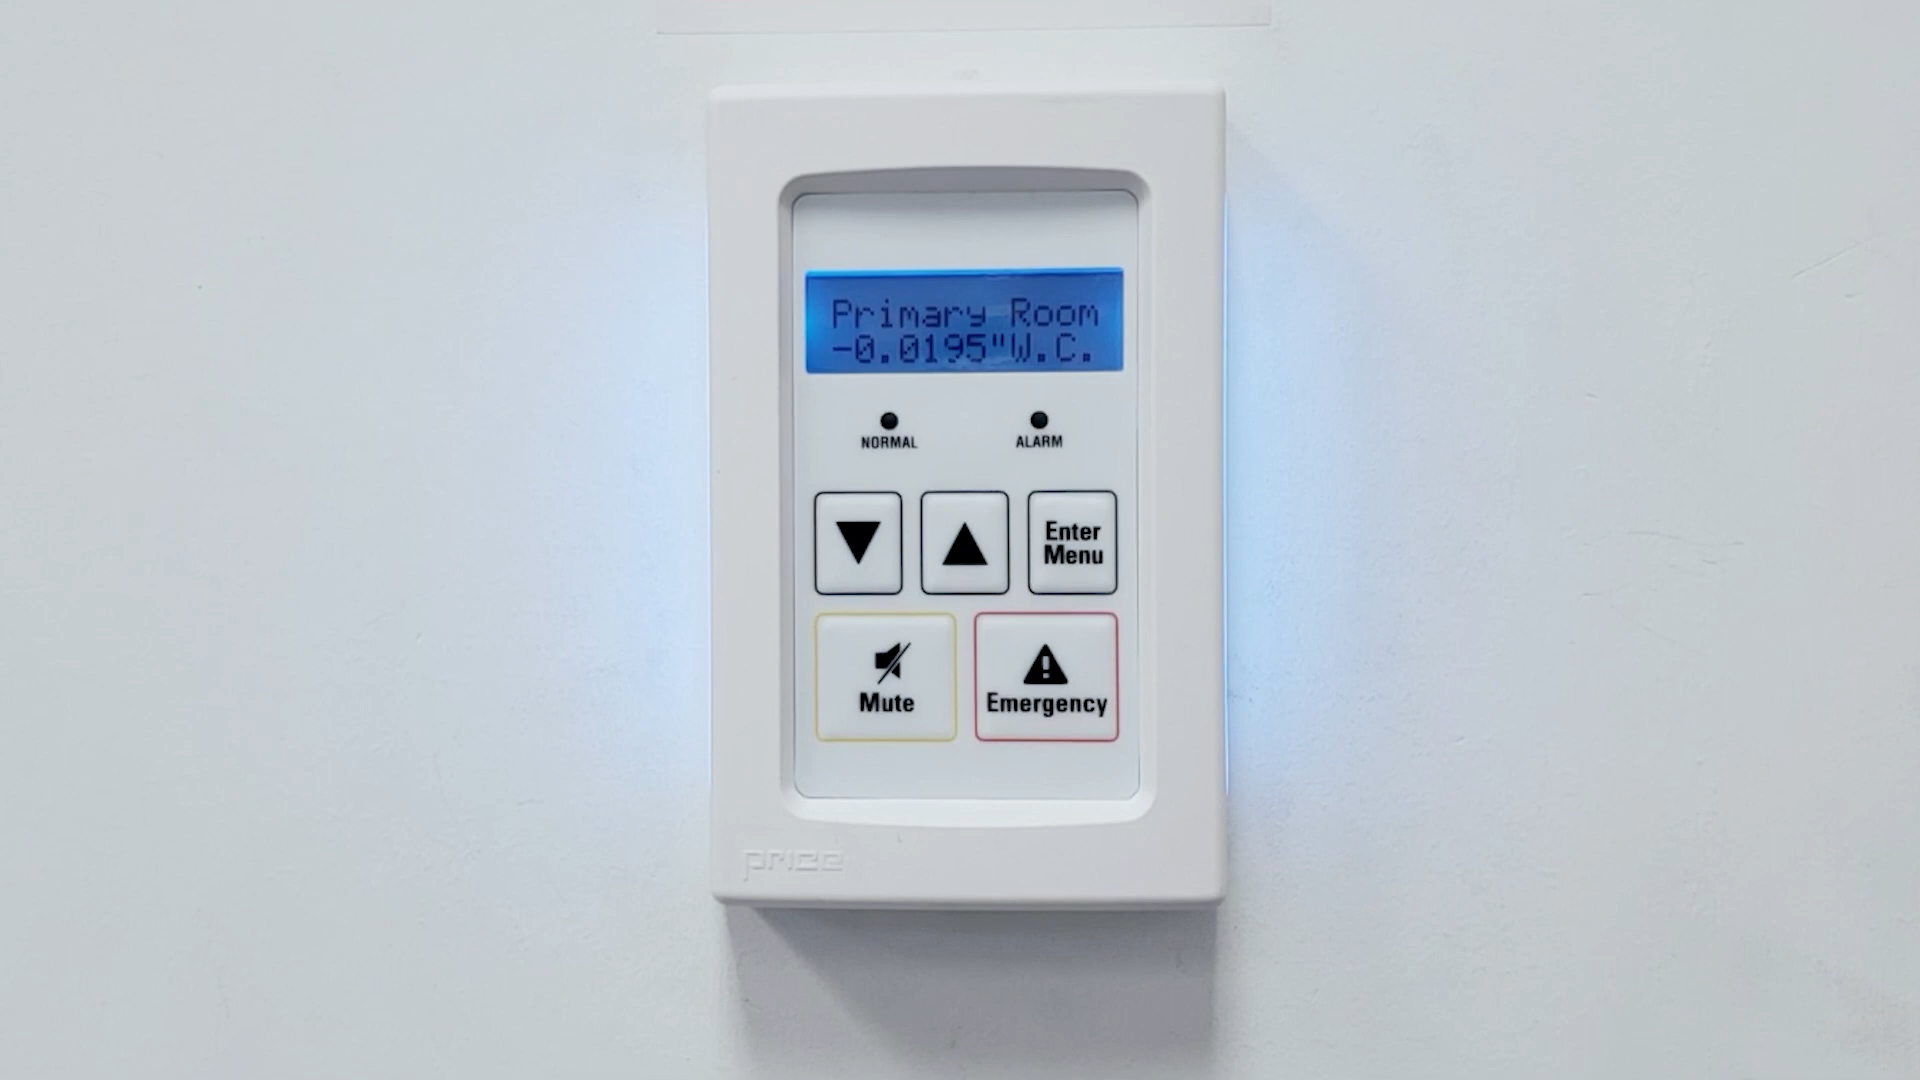 Primary Room
-0.0195"W.C.
NORMAL ALARM
Enter
Menu
Mute Emergency
price